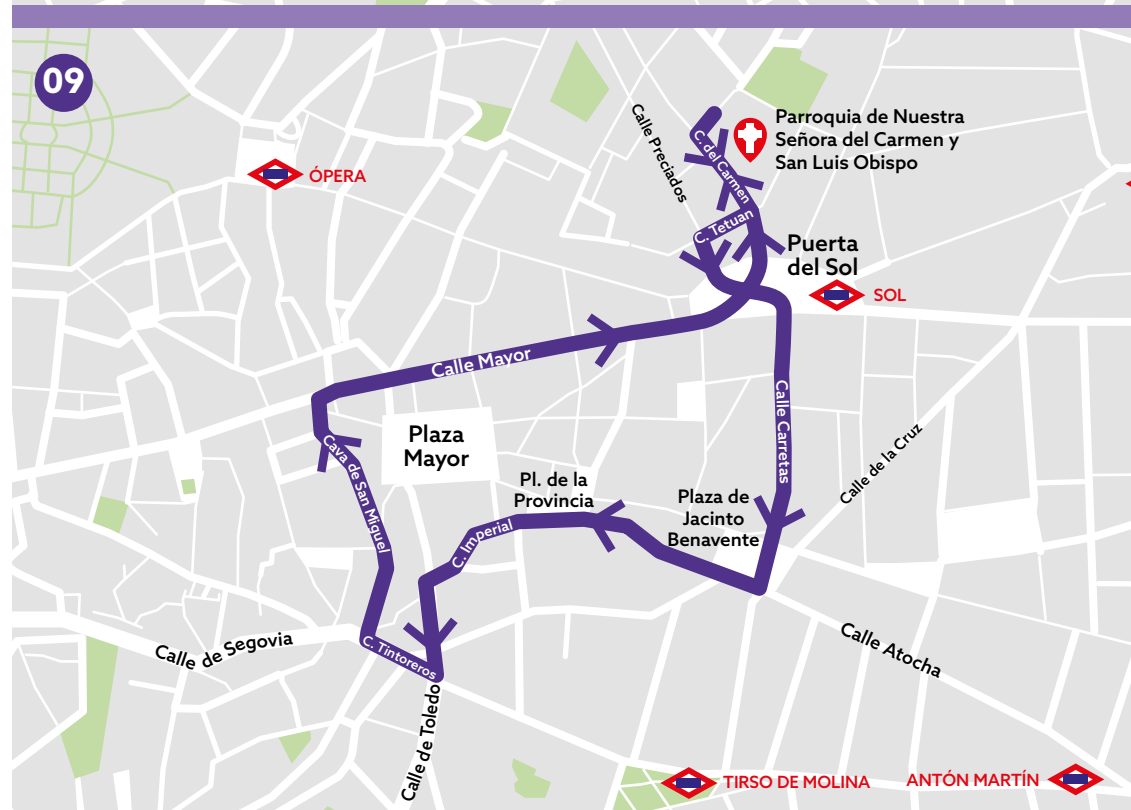 09
ÓPERA
Calle Preciados
C. del Carmen
Parroquia de Nuestra
Señora del Carmen y
San Luis Obispo
C. Tetuan
Puerta
del Sol
SOL
Calle Mayor
Calle Carretas
Plaza
Mayor
Cava de San Miguel
Pl. de la
Provincia
C. Imperial
Plaza de
Jacinto
Benavente
Calle de la Cruz
Calle de Segovia
C. Tintoreros
Calle de Toledo
Calle Atocha
TIRSO DE MOLINA
ANTÓN MARTÍN